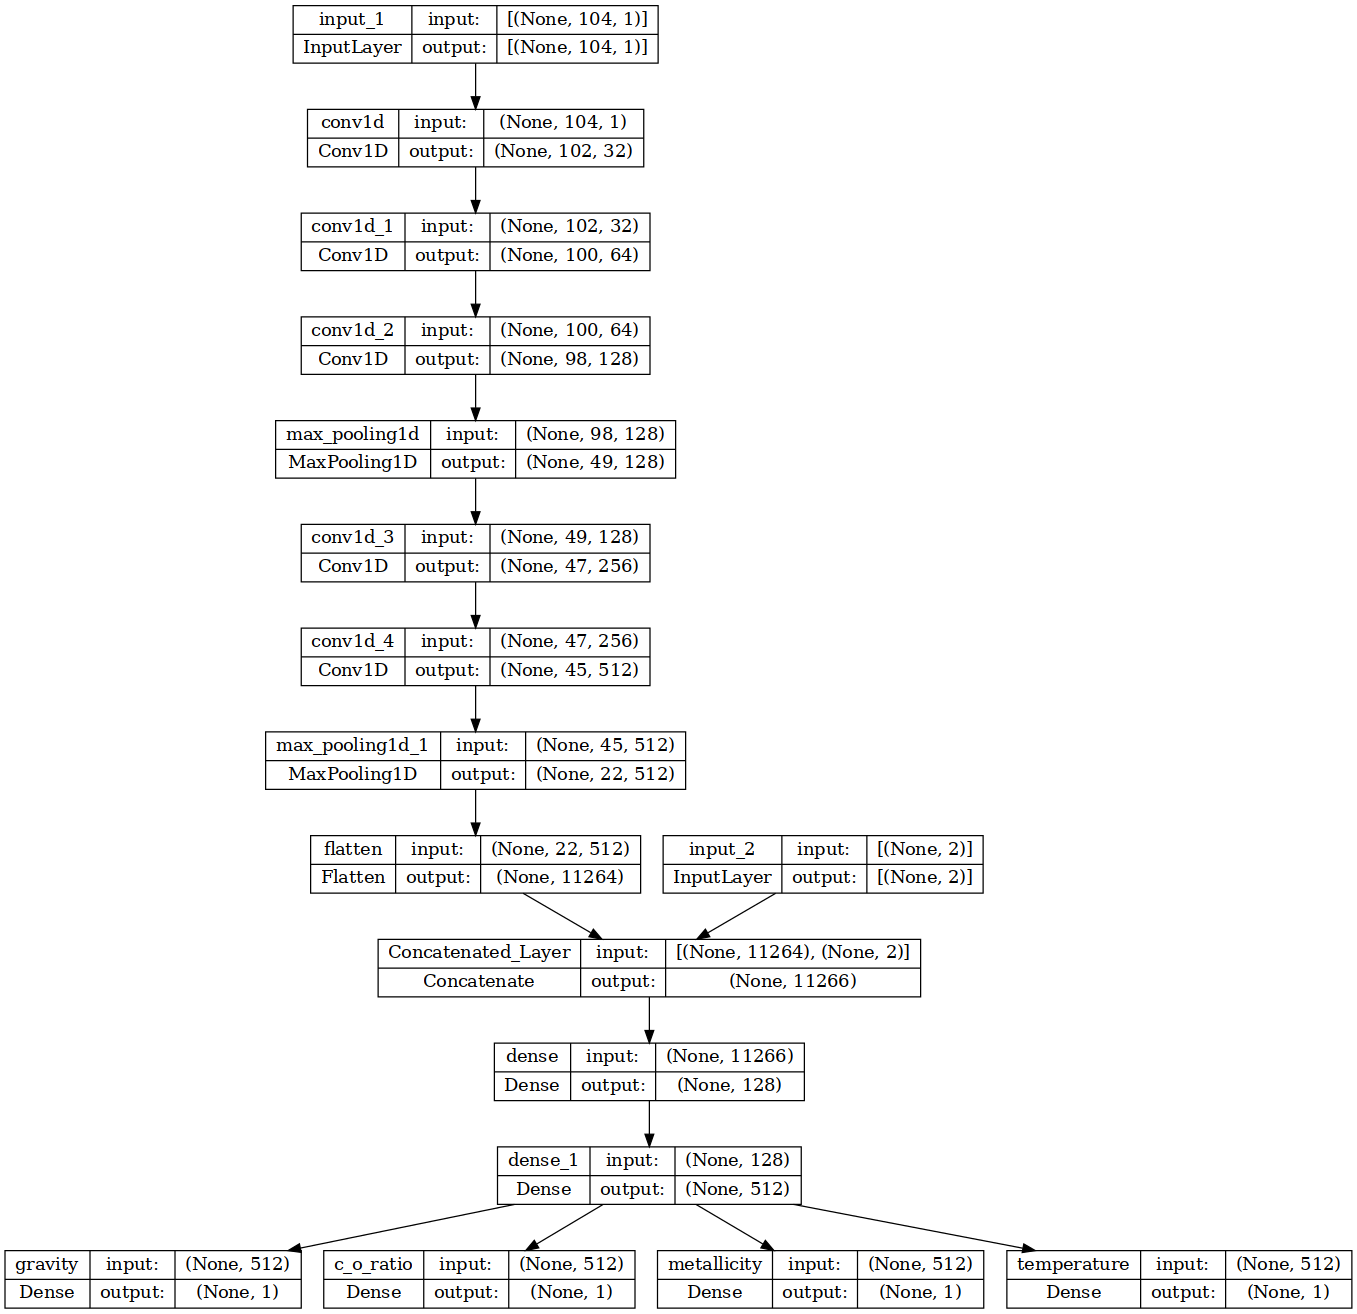 input_1 input: [(None, 104, 1)]
InputLayer output: [(None, 104, 1)]
conv1d input: (None, 104, 1)
Conv1D output: (None, 102, 32)
conv1d_1 input: (None, 102, 32)
Conv1D output: (None, 100, 64)
conv1d_2 input: (None, 100, 64)
Conv1D output: (None, 98, 128)
max_pooling1d input: (None, 98, 128)
MaxPooling1D output: (None, 49, 128)
conv1d_3 input: (None, 49, 128)
Conv1D output: (None, 47, 256)
conv1d_4 input: (None, 47, 256)
Conv1D output: (None, 45, 512)
max_pooling1d_1 input: (None, 45, 512)
MaxPooling1D output: (None, 22, 512)
flatten input: (None, 22, 512)
Flatten output: (None, 11264)
input_2 input: [(None, 2)]
InputLayer output: [(None, 2)]
Concatenated_Layer input: [(None, 11264), (None, 2)]
Concatenate output: (None, 11266)
dense input: (None, 11266)
Dense output: (None, 128)
dense_1 input: (None, 128)
Dense output: (None, 512)
gravity input: (None, 512)
Dense output: (None, 1)
c_o_ratio input: (None, 512)
Dense output: (None, 1)
metallicity input: (None, 512)
Dense output: (None, 1)
temperature input: (None, 512)
Dense output: (None, 1)